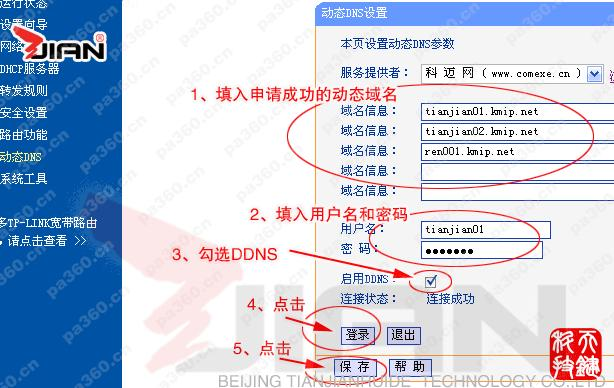 运行状态
设置向导
网络
JIAN
DHCP服务器
转发规则
安全设置
路由功能
动态DNS
系统工具
多TP-LINK宽带路由
，请点击查看 >>
动态DNS设置
本页设置动态DNS参数
服务提供者： 科 迈 网 ( www.comexe.cn )
1、填入申请成功的动态域名
域名信息： tianjian01.kmip.net
域名信息： tianjian02.kmip.net
域名信息： ren001.kmip.net
域名信息：
域名信息：
2、填入用户名和密码
用户名： tianjian01
密 码： ●●●●●●●
3、勾选DDNS
启用DDNS：
连接状态： 连接成功
4、点击
登录 退出
5、点击
保 存 帮 助
JIAN
BEIJING TIANJIANHUIDE TECHNOLOGY CO.,LTD
pa360.cn